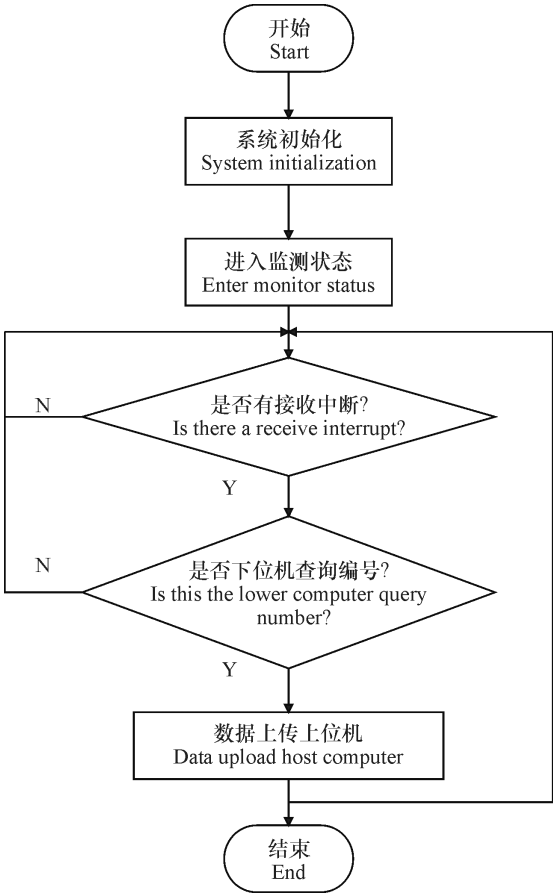 开始
Start
系统初始化
System initialization
进入监测状态
Enter monitor status
N
是否有接收中断?
Is there a receive interrupt?
Y
N
是否下位机查询编号?
Is this the lower computer query
number?
Y
数据上传上位机
Data upload host computer
结束
End